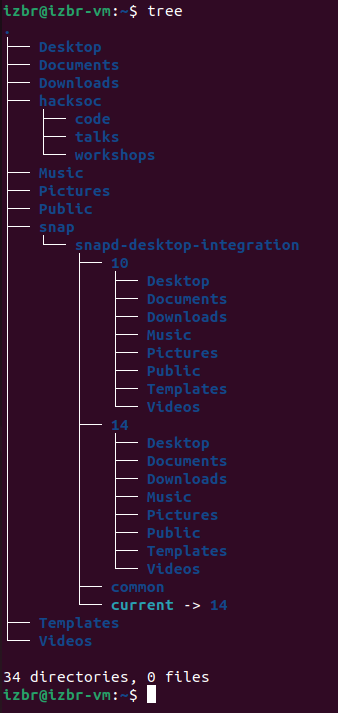 izbr@izbr-vm:~$ tree
.
├── Desktop
├── Documents
├── Downloads
├── hacksoc
│   ├── code
│   ├── talks
│   └── workshops
├── Music
├── Pictures
├── Public
├── snap
│   └── snapd-desktop-integration
│       ├── 10
│       │   ├── Desktop
│       │   ├── Documents
│       │   ├── Downloads
│       │   ├── Music
│       │   ├── Pictures
│       │   ├── Public
│       │   ├── Templates
│       │   └── Videos
│       ├── 14
│       │   ├── Desktop
│       │   ├── Documents
│       │   ├── Downloads
│       │   ├── Music
│       │   ├── Pictures
│       │   ├── Public
│       │   ├── Templates
│       │   └── Videos
│       ├── common
│       └── current -> 14
├── Templates
└── Videos

34 directories, 0 files
izbr@izbr-vm:~$